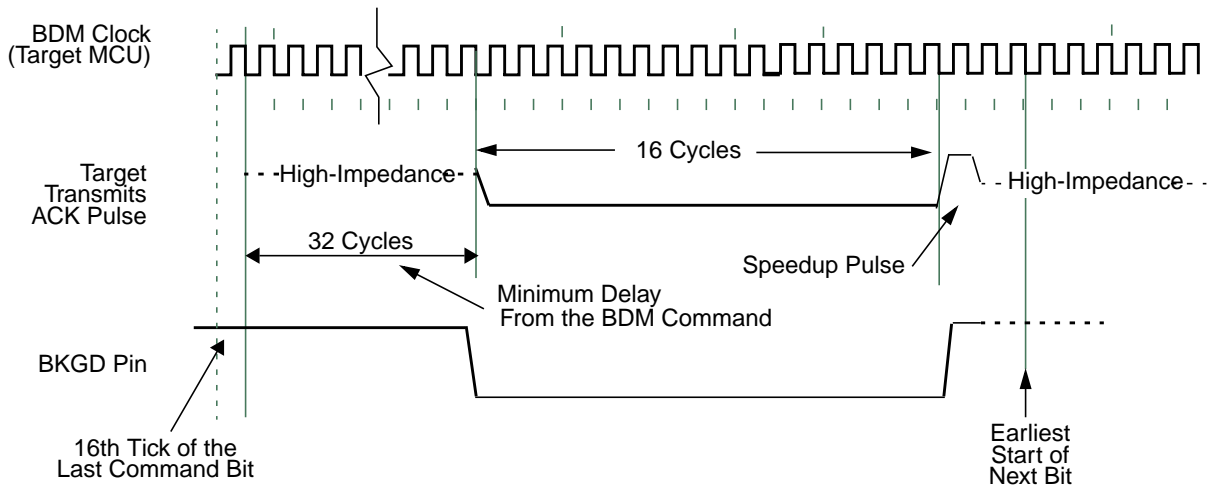 BDM Clock
(Target MCU)
16 Cycles
Target
Transmits
ACK Pulse
High-Impedance
High-Impedance
32 Cycles
Speedup Pulse
Minimum Delay
From the BDM Command
BKGD Pin
16th Tick of the
Last Command Bit
Earliest
Start of
Next Bit